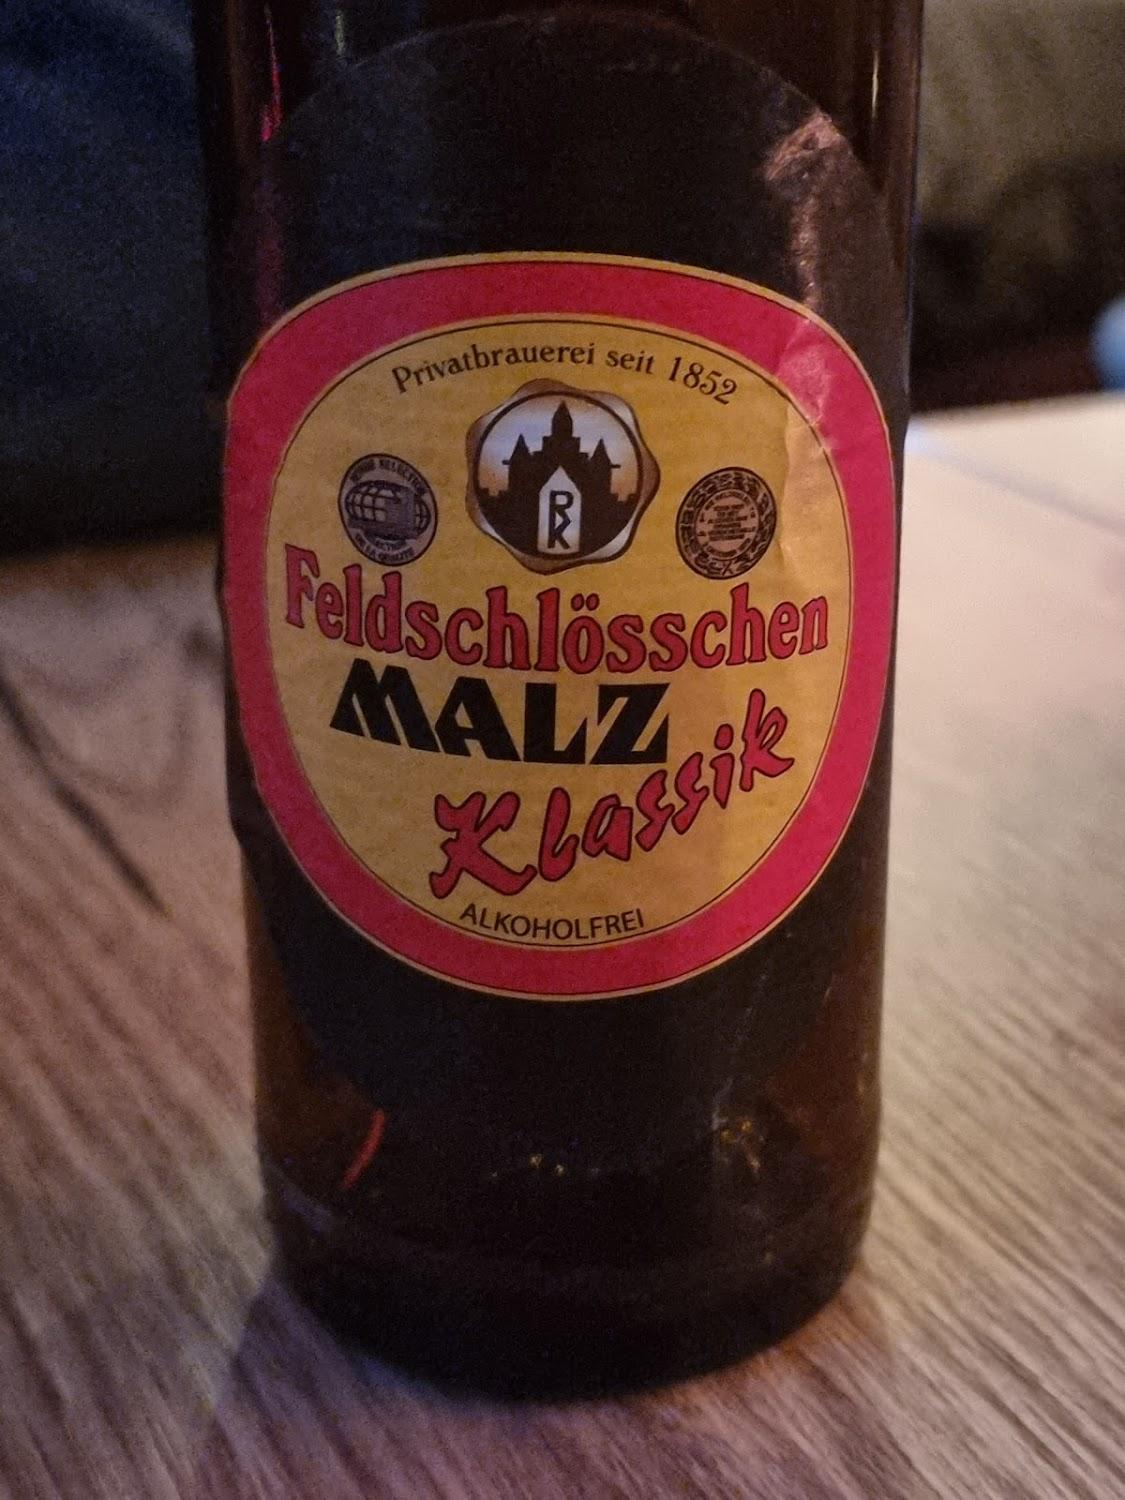 Privatbrauerei seit 1852
Feldschlösschen
MALZ
Klassik
ALKOHOLFREI